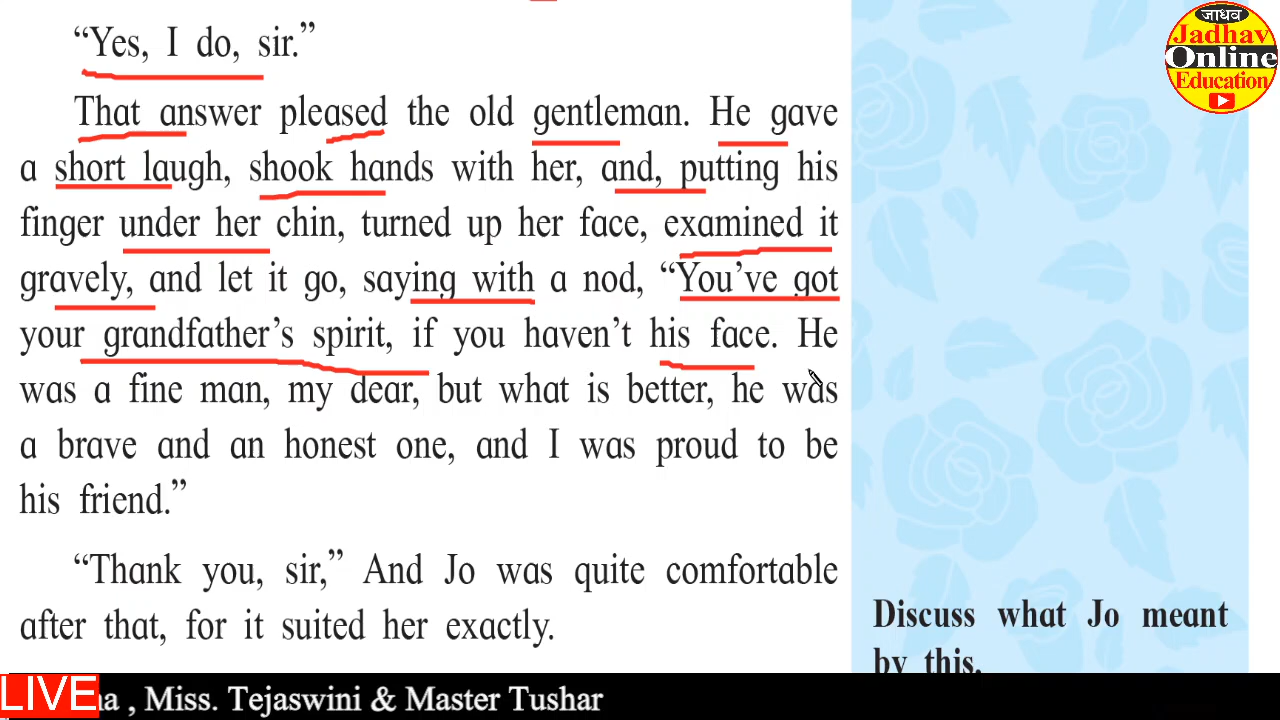 “Yes, I do, sir.”
That answer pleased the old gentleman. He gave
a short laugh, shook hands with her, and, putting his
finger under her chin, turned up her face, examined it
gravely, and let it go, saying with a nod, “You’ve got
your grandfather’s spirit, if you haven’t his face. He
was a fine man, my dear, but what is better, he was
a brave and an honest one, and I was proud to be
his friend.”
“Thank you, sir,” And Jo was quite comfortable
after that, for it suited her exactly.
जाधव
Jadhav
Online
Education
Discuss what Jo meant
by this.
LIVE
, Miss. Tejaswini & Master Tushar